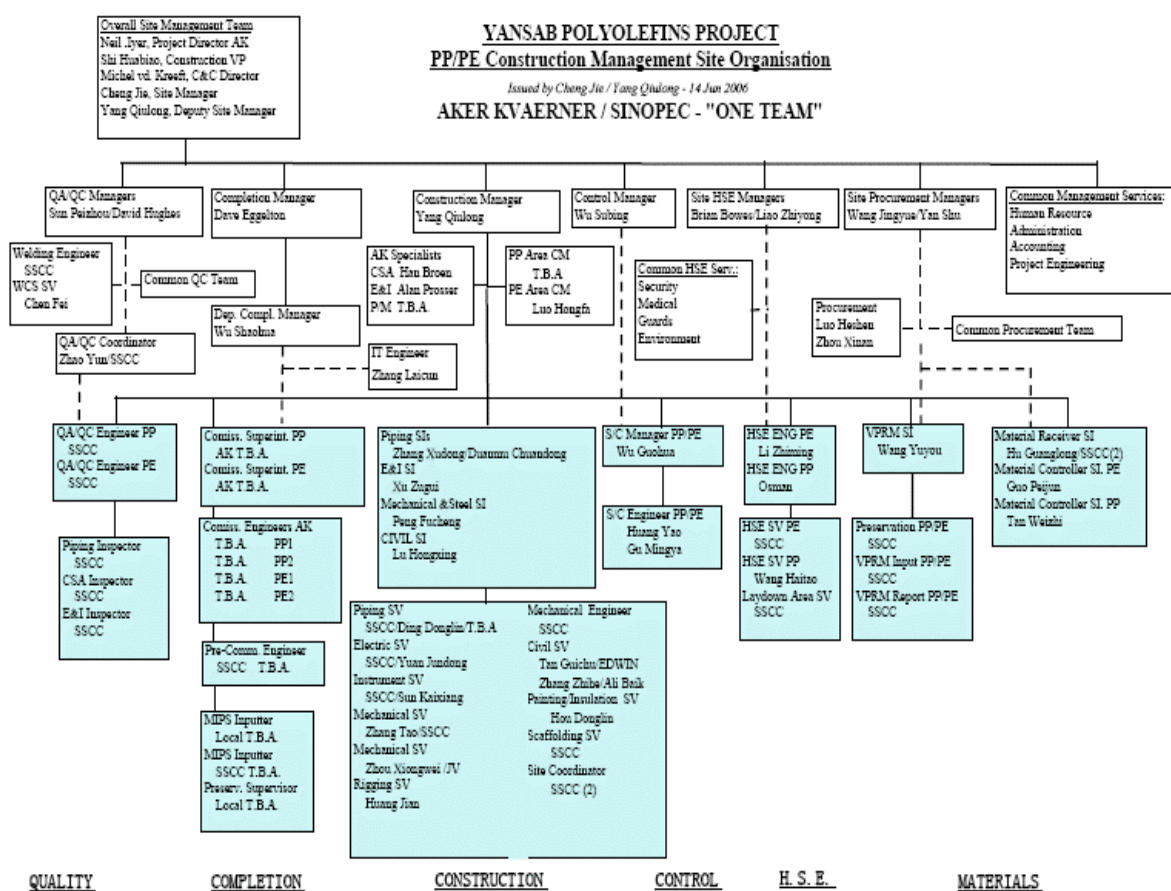 Overall Site Management Team
Neil .Iyer, Project Director AK
Shi Huabiao, Construction VP
Michel vd. Kreeft, C&C Director
Cheng Jie, Site Manager
Yang Qiulong, Deputy Site Manager
YANSAB POLYOLEFINS PROJECT
PP/PE Construction Management Site Organisation
Issued by Cheng Jie / Yang Qiulong - 14 Jun 2006
AKER KVAERNER / SINOPEC - "ONE TEAM"
QA/QC Managers
Sun Peizhou/David Hughes
Completion Manager
Dave Eggelton
Construction Manager
Yang Qiulong
Control Manager
Wu Subing
Site HSE Managers
Brian Bowes/Liao Zhiyong
Site Procurement Managers
Wang Jingyue/Yan Shu
Common Management Services:
Human Resource
Administration
Accounting
Project Engineering
Welding Engineer
SSCC
WCS SV
Chen Fei
Common QC Team
AK Specialists
CSA Han Broen
E&I Alan Prosser
P/M T.B.A.
PP Area CM
T.B.A
PE Area CM
Luo Hongfa
Common HSE Serv.:
Security
Medical
Guards
Environment
Procurement
Luo Heshen
Zhou Xinan
Common Procurement Team
Dep. Compl. Manager
Wu Shaohua
QA/QC Coordinator
Zhao Yun/SSCC
IT Engineer
Zhang Laicun
QA/QC Engineer PP
SSCC
QA/QC Engineer PE
SSCC
Comiss. Superint. PP
AK T.B.A.
Comiss. Superint. PE
AK T.B.A.
Piping SIs
Zhang Xudong/Duanmu Chuandong
E&I SI
Xu Zugui
Mechanical &Steel SI
Peng Fucheng
CIVIL SI
Lu Hongxing
S/C Manager PP/PE
Wu Guohua
HSE ENG PE
Li Zhiming
HSE ENG PP
Osman
VPRM SI
Wang Yuyou
Material Receiver SI
Hu Guanglong/SSCC(2)
Material Controller SI. PE
Guo Peijun
Material Controller SI. PP
Tan Weizhi
Piping Inspector
SSCC
CSA Inspector
SSCC
E&I Inspector
SSCC
Comiss. Engineers AK
T.B.A. PP1
T.B.A. PP2
T.B.A. PE1
T.B.A. PE2
S/C Engineer PP/PE
Huang Yao
Gu Mingya
HSE SV PE
SSCC
HSE SV PP
Wang Haitao
Laydown Area SV
SSCC
Preservation PP/PE
SSCC
VPRM Input PP/PE
SSCC
VPRM Report PP/PE
SSCC
Pre-Comm. Engineer
SSCC T.B.A.
MIPS Inputter
Local T.B.A.
MIPS Inputter
SSCC T.B.A.
Preserv. Supervisor
Local T.B.A.
Piping SV
SSCC/Ding Donglin/T.B.A
Electric SV
SSCC/Yuan Jundong
Instrument SV
SSCC/Sun Kaixiang
Mechanical SV
Zhang Tao/SSCC
Mechanical SV
Zhou Xiongwei /JV
Rigging SV
Huang Jian
Mechanical Engineer
SSCC
Civil SV
Tan Guichu/EDWIN
Zhang Zhihe/Ali Baik
Painting/Insulation SV
Hou Donglin
Scaffolding SV
SSCC
Site Coordinator
SSCC (2)
QUALITY
COMPLETION
CONSTRUCTION
CONTROL
H. S. E.
MATERIALS